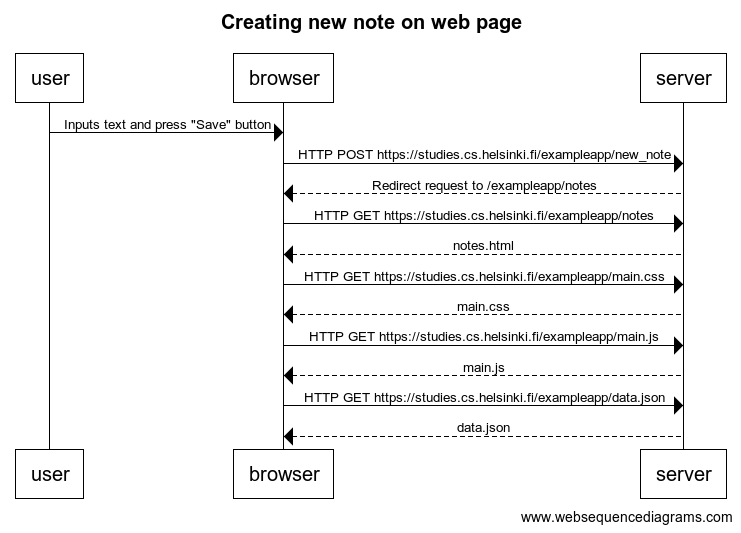 Creating new note on web page
user browser server
Inputs text and press "Save" button
HTTP POST https://studies.cs.helsinki.fi/exampleapp/new_note
Redirect request to /exampleapp/notes
HTTP GET https://studies.cs.helsinki.fi/exampleapp/notes
notes.html
HTTP GET https://studies.cs.helsinki.fi/exampleapp/main.css
main.css
HTTP GET https://studies.cs.helsinki.fi/exampleapp/main.js
main.js
HTTP GET https://studies.cs.helsinki.fi/exampleapp/data.json
data.json
user browser server
www.websequencediagrams.com